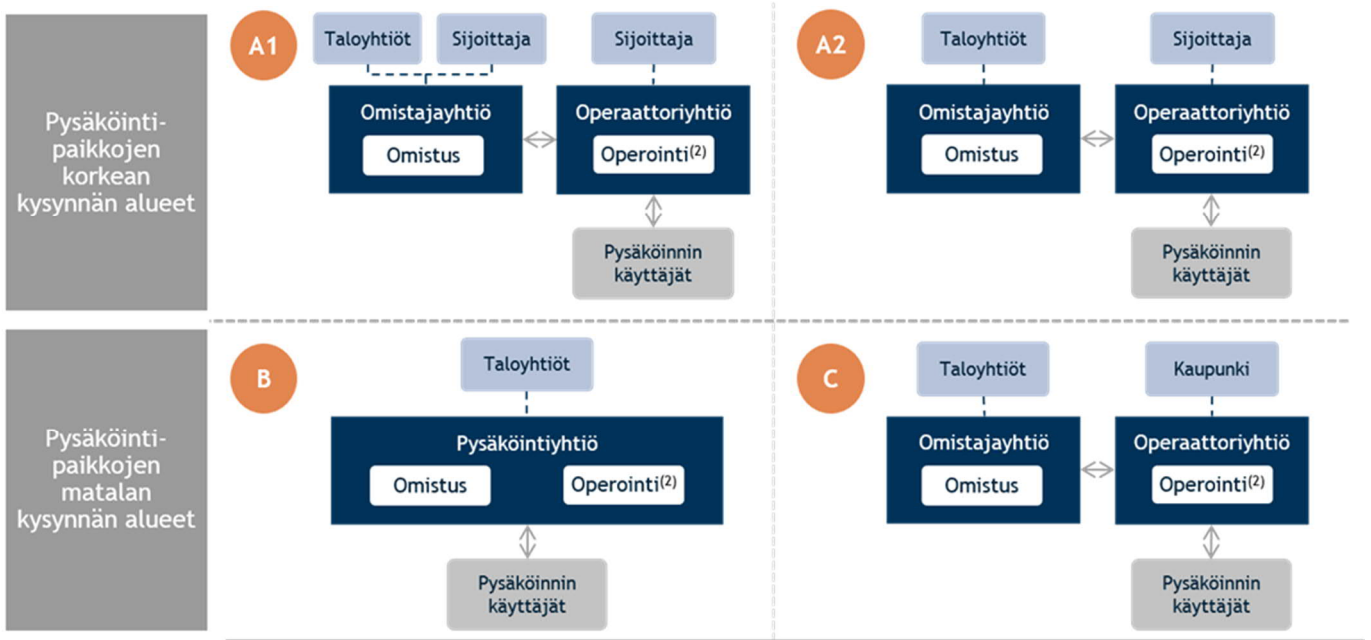 Pysäköinti-
paikkojen
korkean
kysynnän alueet
A1
Taloyhtiöt
Sijoittaja
Sijoittaja
Omistajayhtiö
Operaattoriyhtiö
Omistus
Operointi(2)
Pysäköinnin
käyttäjät
A2
Taloyhtiöt
Sijoittaja
Omistajayhtiö
Operaattoriyhtiö
Omistus
Operointi(2)
Pysäköinnin
käyttäjät
Pysäköinti-
paikkojen
matalan
kysynnän alueet
B
Taloyhtiöt
Pysäköintiyhtiö
Omistus
Operointi(2)
Pysäköinnin
käyttäjät
C
Taloyhtiöt
Kaupunki
Omistajayhtiö
Operaattoriyhtiö
Omistus
Operointi(2)
Pysäköinnin
käyttäjät